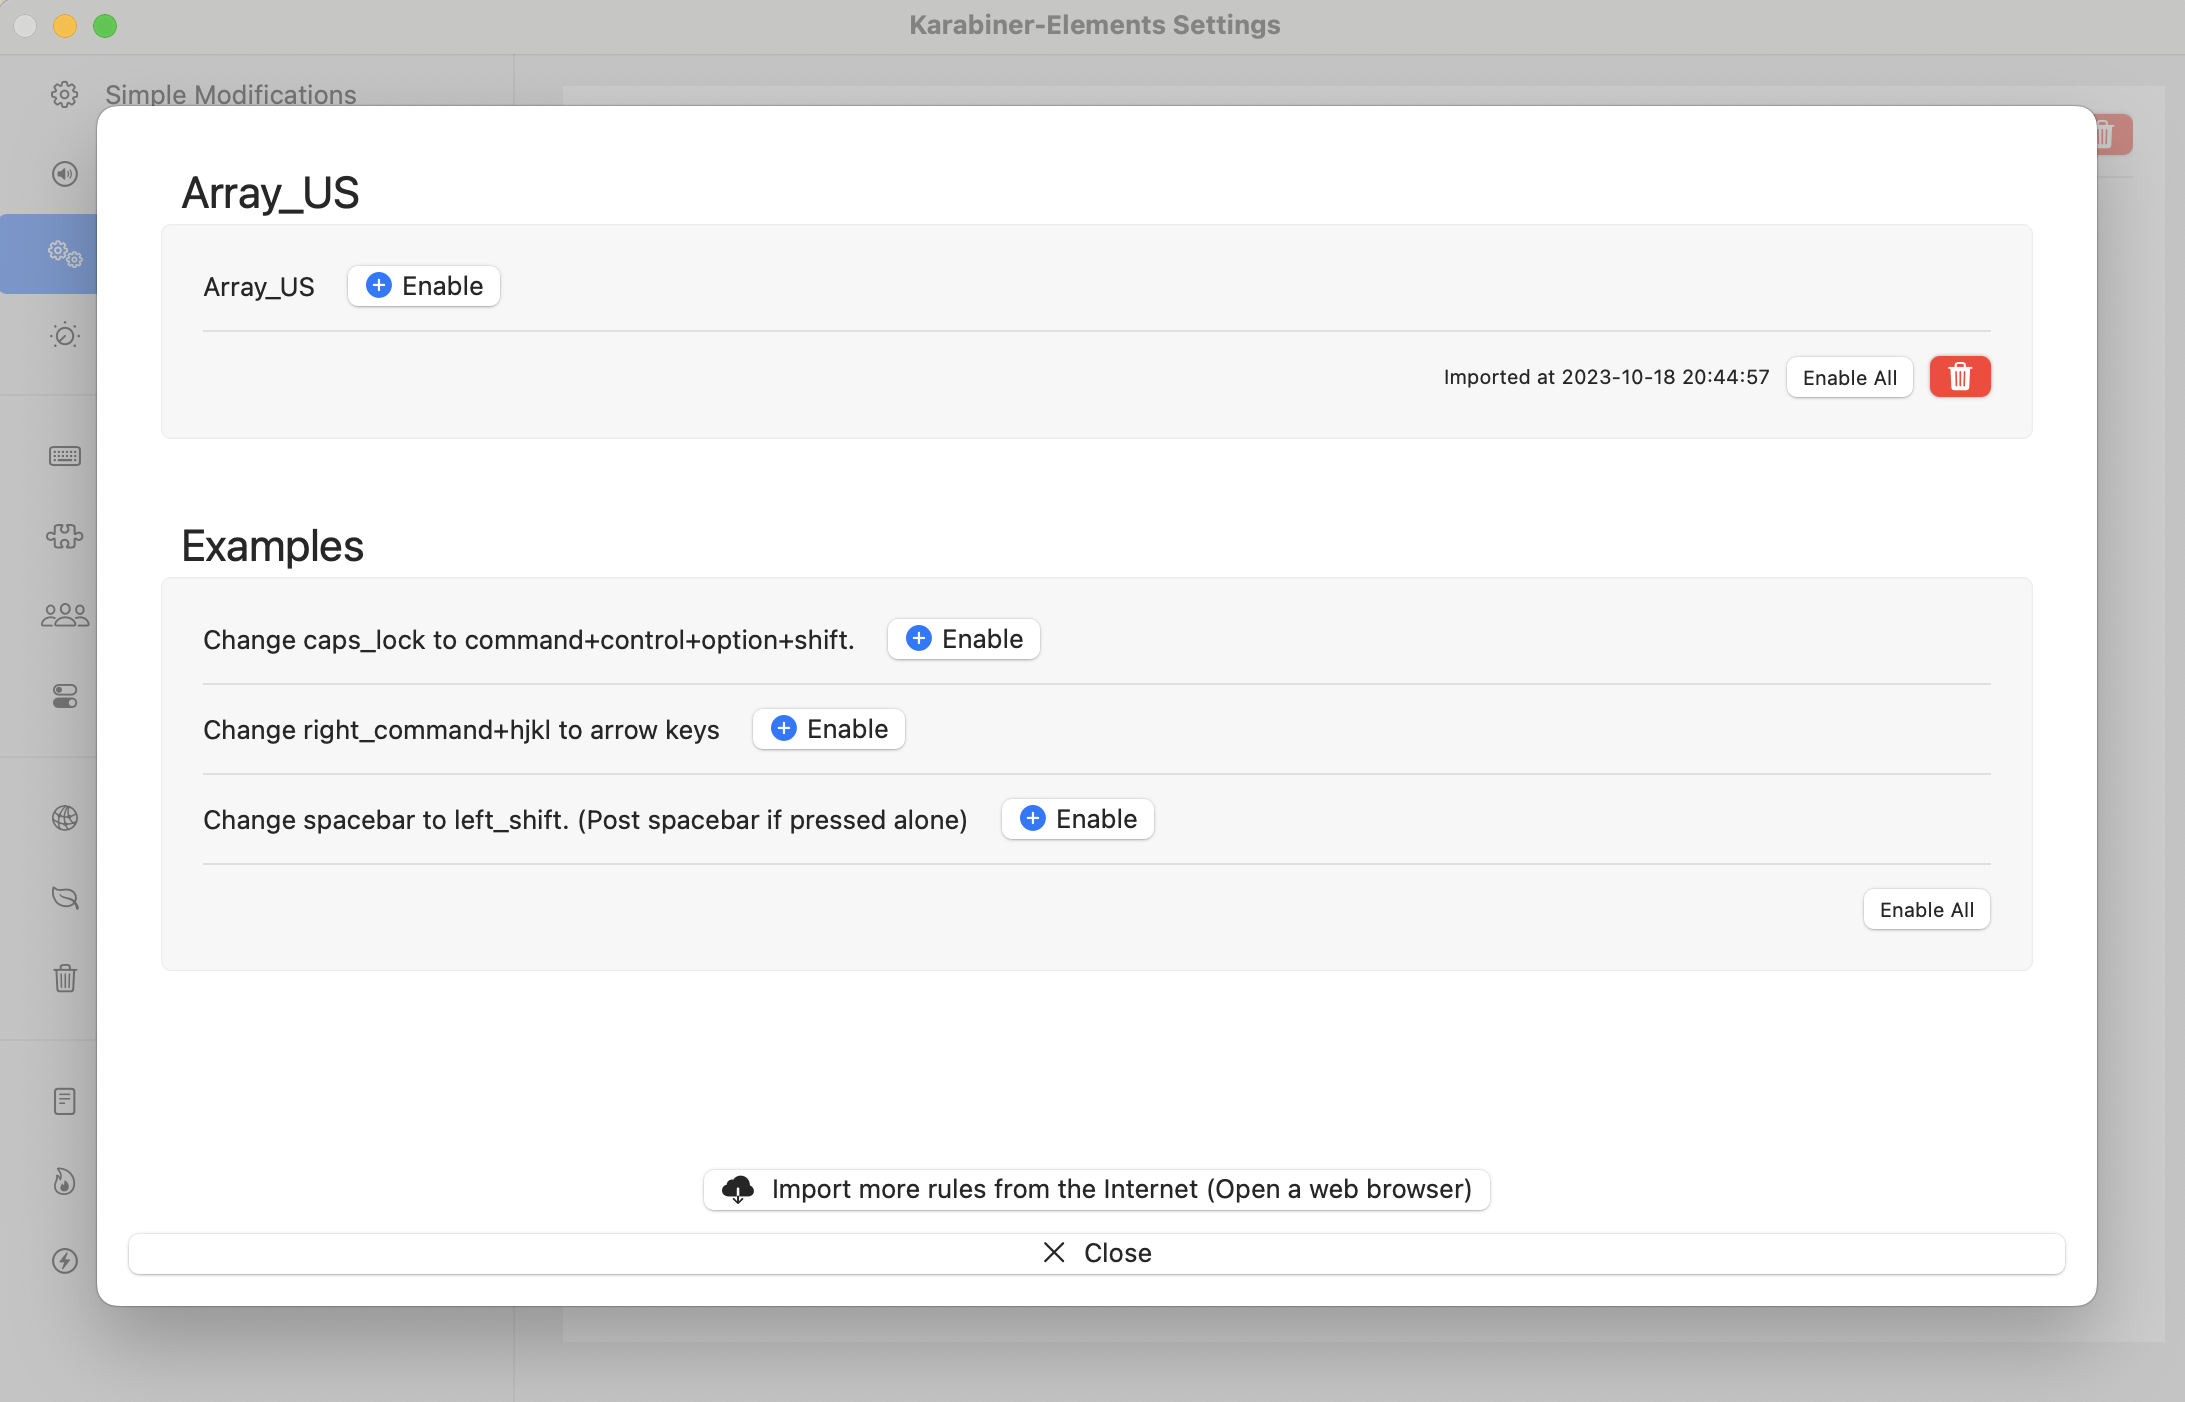 Karabiner-Elements Settings
Simple Modifications
Array_US
Array_US Enable
Imported at 2023-10-18 20:44:57 Enable All
Examples
Change caps_lock to command+control+option+shift. Enable
Change right_command+hjkl to arrow keys Enable
Change spacebar to left_shift. (Post spacebar if pressed alone) Enable
Enable All
Import more rules from the Internet (Open a web browser)
Close